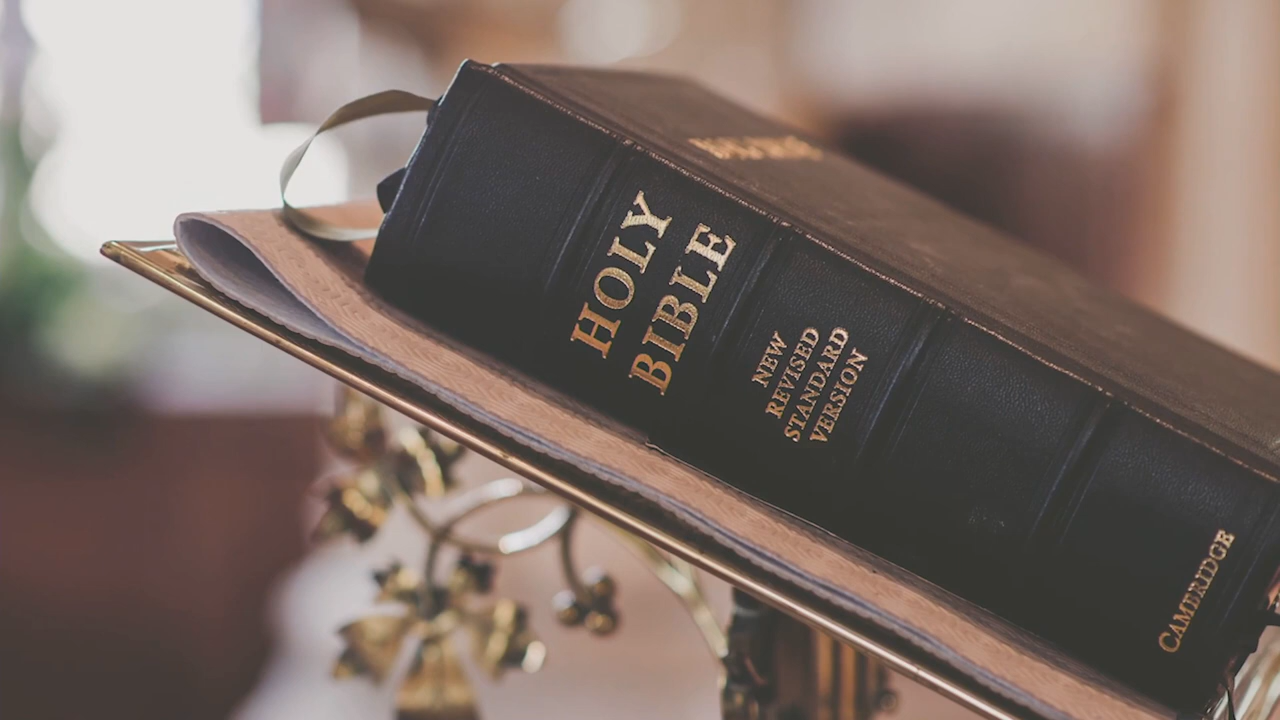 HOLY
BIBLE
NEW
REVISED
STANDARD
VERSION
CAMBRIDGE